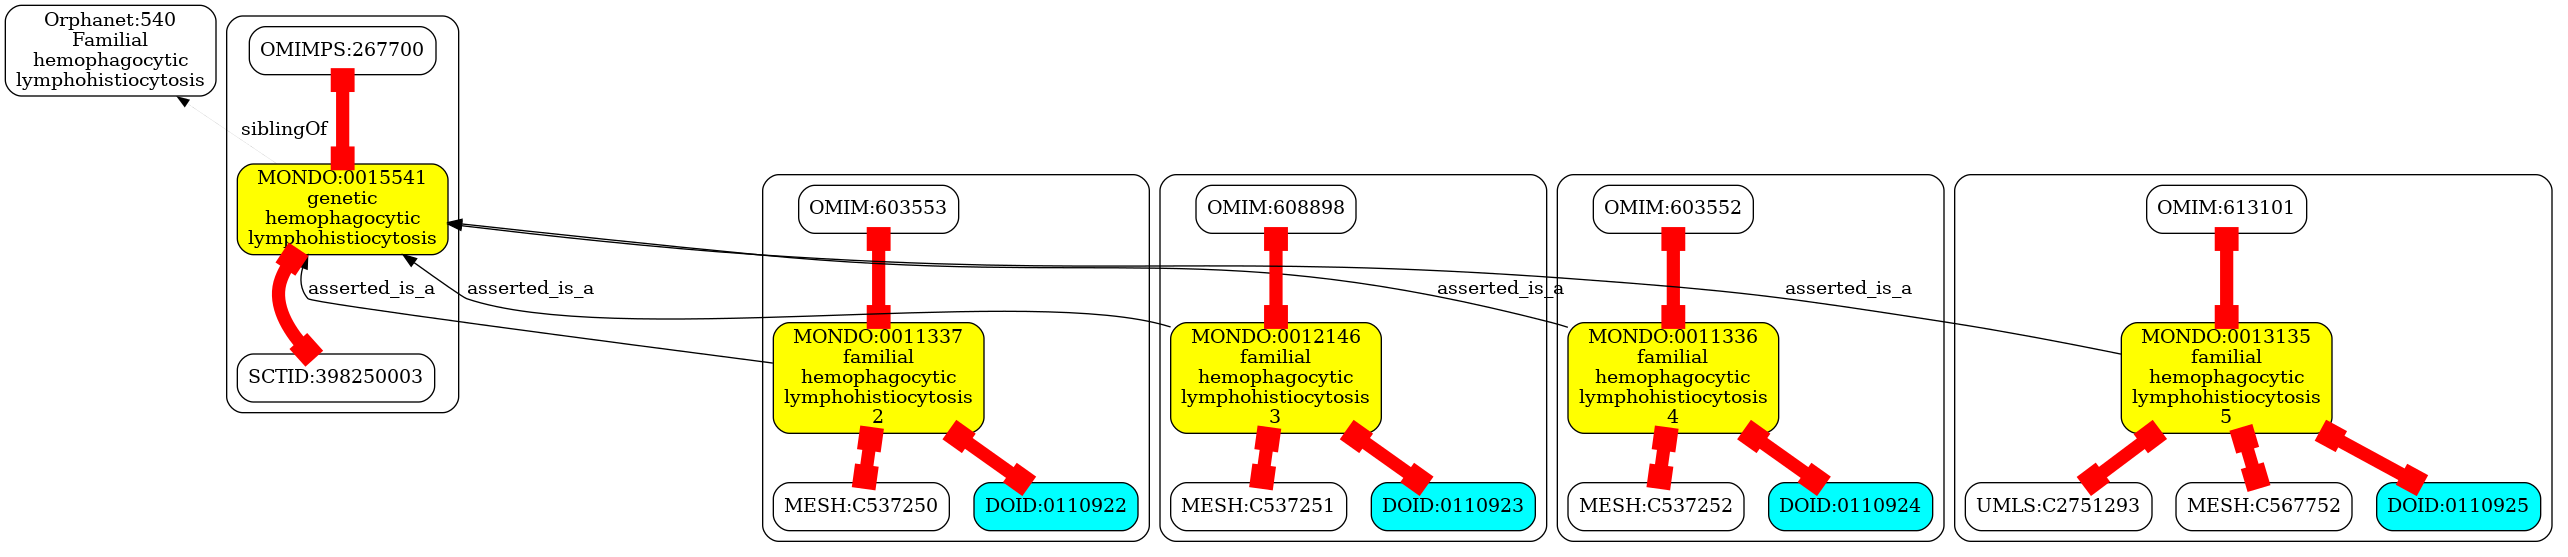 Orphanet:540
Familial
hemophagocytic
lymphohistiocytosis
OMIMPS:267700
siblingOf
MONDO:0015541
genetic
hemophagocytic
lymphohistiocytosis
asserted_is_a
asserted_is_a
asserted_is_a
asserted_is_a
SCTID:398250003
OMIM:603553
MONDO:0011337
familial
hemophagocytic
lymphohistiocytosis
2
MESH:C537250
DOID:0110922
OMIM:608898
MONDO:0012146
familial
hemophagocytic
lymphohistiocytosis
3
MESH:C537251
DOID:0110923
OMIM:603552
MONDO:0011336
familial
hemophagocytic
lymphohistiocytosis
4
MESH:C537252
DOID:0110924
OMIM:613101
MONDO:0013135
familial
hemophagocytic
lymphohistiocytosis
5
UMLS:C2751293
MESH:C567752
DOID:0110925